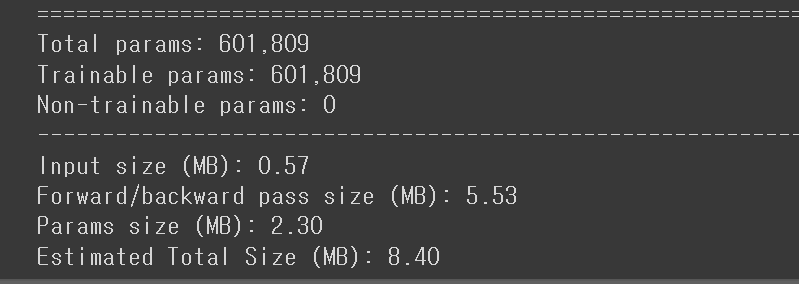 ================================================================
Total params: 601,809
Trainable params: 601,809
Non-trainable params: 0
----------------------------------------------------------------
Input size (MB): 0.57
Forward/backward pass size (MB): 5.53
Params size (MB): 2.30
Estimated Total Size (MB): 8.40